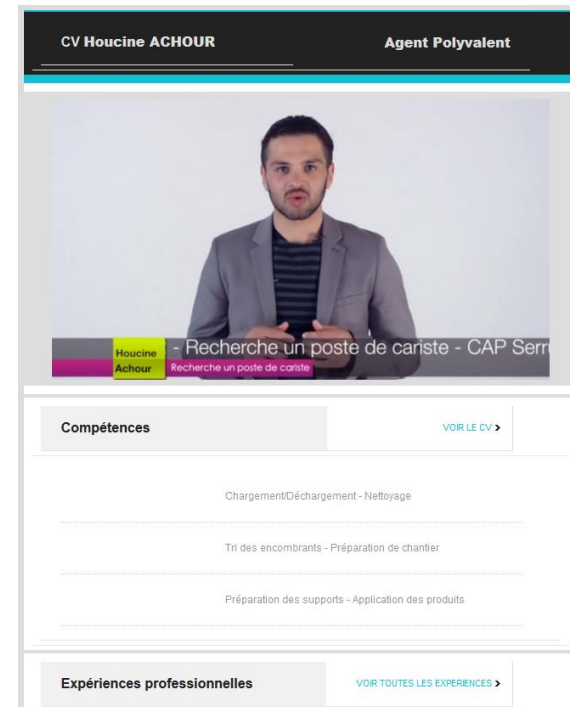 CV Houcine ACHOUR
Agent Polyvalent
- Recherche un poste de cariste - CAP
Houcine
Achour
Recherche un poste de cariste
Compétences
VOIR LE CV >
Chargement/Déchargement - Nettoyage
Tri des encombrants - Préparation de chantier
Préparation des supports - Application des produits
Expériences professionnelles
VOIR TOUTES LES EXPERIENCES >